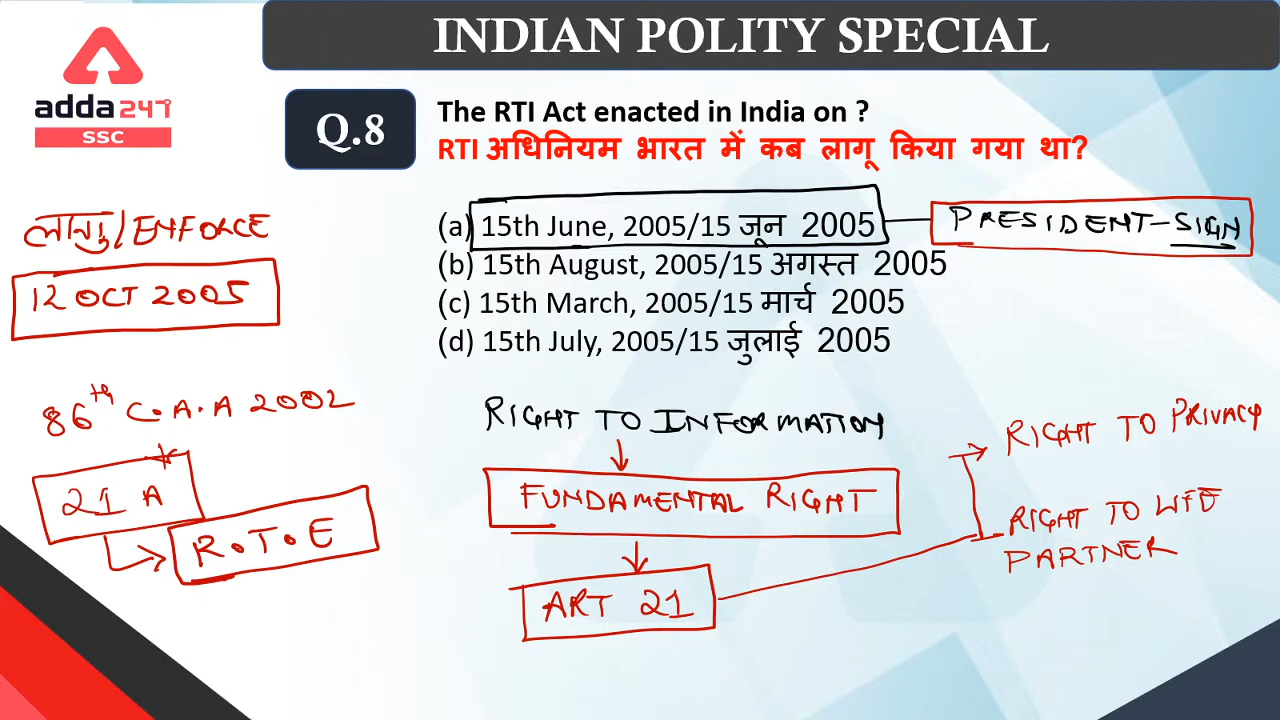 INDIAN POLITY SPECIAL
adda247
SSC
Q.8
The RTI Act enacted in India on ?
RTI अधिनियम भारत में कब लागू किया गया था?
(a) 15th June, 2005/15 जून 2005
PRESIDENT-SIGN
(b) 15th August, 2005/15 अगस्त 2005
(c) 15th March, 2005/15 मार्च 2005
(d) 15th July, 2005/15 जुलाई 2005
लागु/ENFORCE
12 OCT 2005
86th C.A.A 2002
21 A
R.T.E
RIGHT TO INFORMATION
FUNDAMENTAL RIGHT
ART 21
RIGHT TO PRIVACY
RIGHT TO LIFE
PARTNER